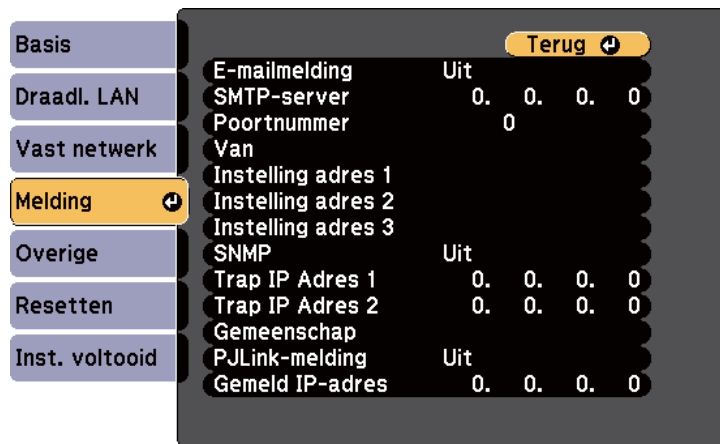 Basis
Draadl. LAN
Vast netwerk
Melding
Overige
Resetten
Inst. voltooid
Terug
E-mailmelding Uit
SMTP-server 0. 0. 0. 0
Poortnummer 0
Van
Instelling adres 1
Instelling adres 2
Instelling adres 3
SNMP Uit
Trap IP Adres 1 0. 0. 0. 0
Trap IP Adres 2 0. 0. 0. 0
Gemeenschap
PJLink-melding Uit
Gemeld IP-adres 0. 0. 0. 0